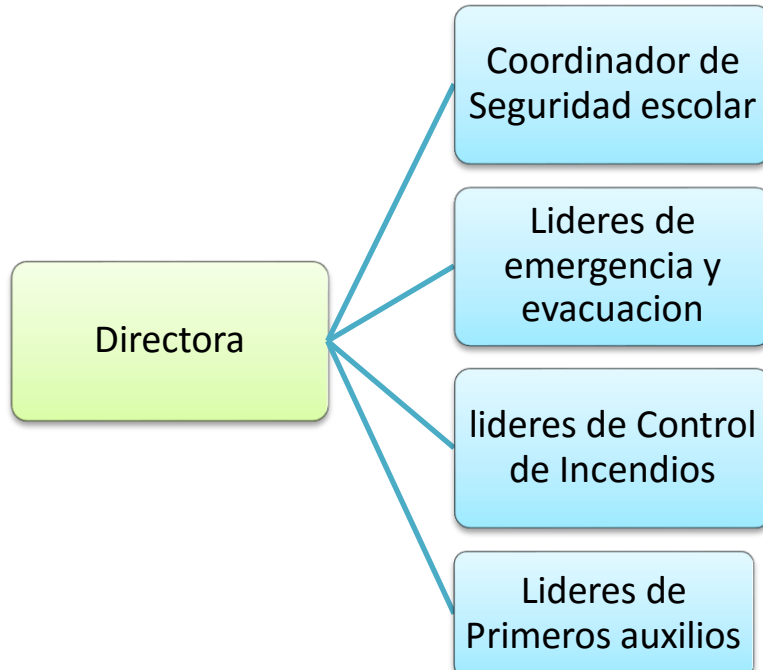 Directora
Coordinador de
Seguridad escolar
Lideres de
emergencia y
evacuacion
lideres de Control
de Incendios
Lideres de
Primeros auxilios